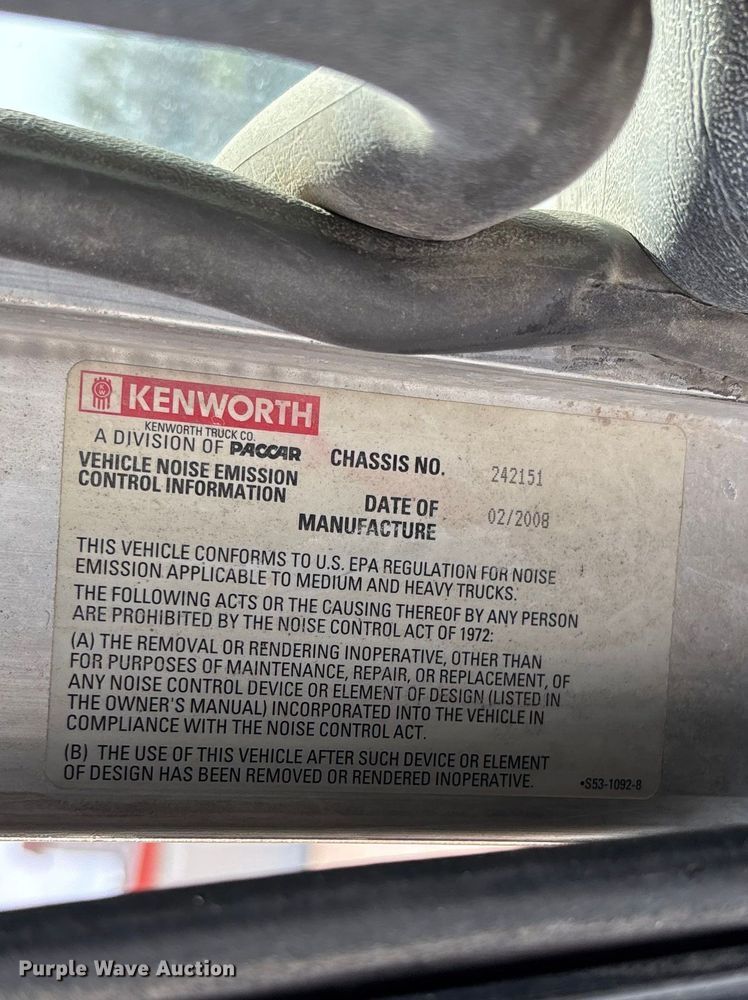 KW
KENWORTH
KENWORTH TRUCK CO.
A DIVISION OF PACCAR
VEHICLE NOISE EMISSION
CONTROL INFORMATION
CHASSIS NO. 242151
DATE OF
MANUFACTURE 02/2008
THIS VEHICLE CONFORMS TO U.S. EPA REGULATION FOR NOISE
EMISSION APPLICABLE TO MEDIUM AND HEAVY TRUCKS.
THE FOLLOWING ACTS OR THE CAUSING THEREOF BY ANY PERSON
ARE PROHIBITED BY THE NOISE CONTROL ACT OF 1972:
(A) THE REMOVAL OR RENDERING INOPERATIVE, OTHER THAN
FOR PURPOSES OF MAINTENANCE, REPAIR, OR REPLACEMENT, OF
ANY NOISE CONTROL DEVICE OR ELEMENT OF DESIGN (LISTED IN
THE OWNER'S MANUAL) INCORPORATED INTO THE VEHICLE IN
COMPLIANCE WITH THE NOISE CONTROL ACT.
(B) THE USE OF THIS VEHICLE AFTER SUCH DEVICE OR ELEMENT
OF DESIGN HAS BEEN REMOVED OR RENDERED INOPERATIVE.
•S53-1092-8
Purple Wave Auction